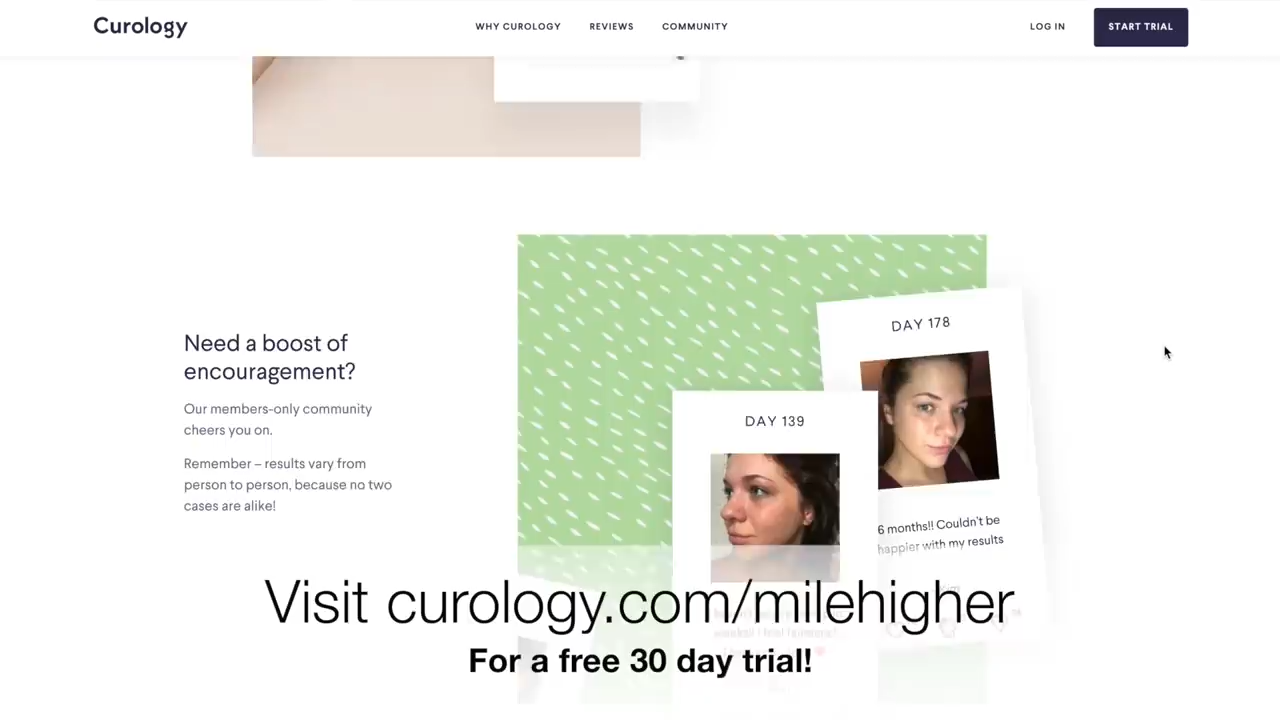 Curology
WHY CUROLOGY
REVIEWS
COMMUNITY
LOG IN
START TRIAL
Need a boost of
encouragement?
Our members-only community
cheers you on.
Remember – results vary from
person to person, because no two
cases are alike!
DAY 178
6 months!! Couldn't be
happier with my results
DAY 139
Visit curology.com/milehigher
For a free 30 day trial!